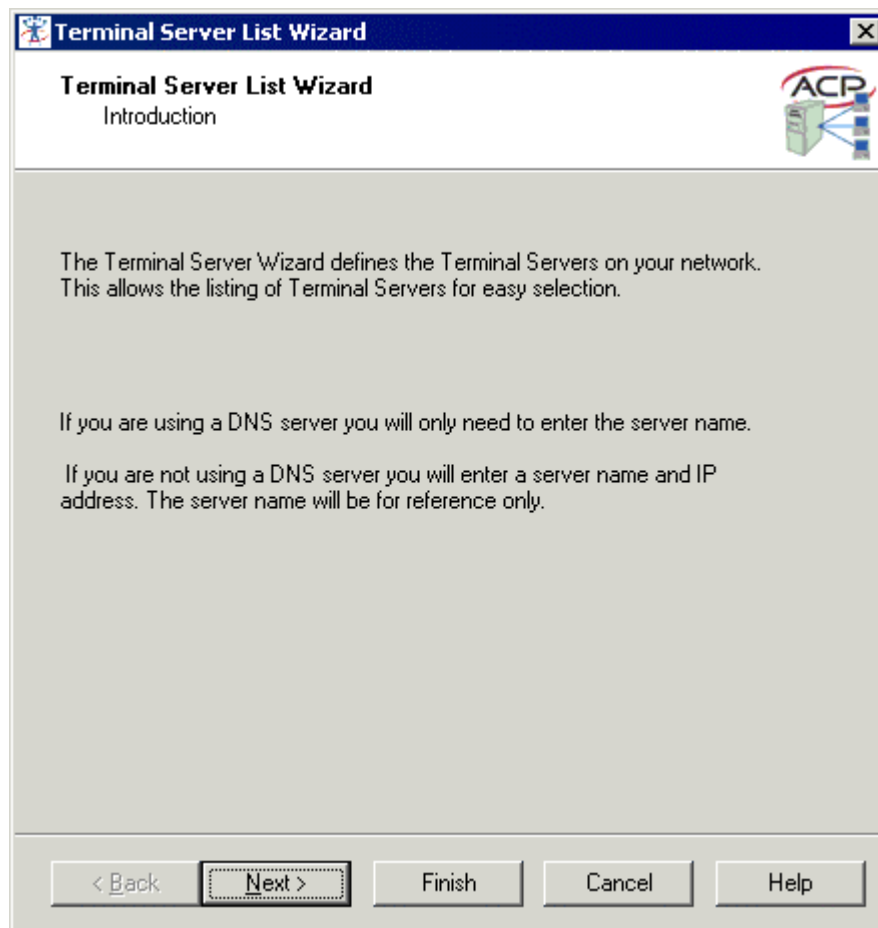 Terminal Server List Wizard
Terminal Server List Wizard
Introduction
ACP
The Terminal Server Wizard defines the Terminal Servers on your network.
This allows the listing of Terminal Servers for easy selection.
If you are using a DNS server you will only need to enter the server name.
If you are not using a DNS server you will enter a server name and IP
address. The server name will be for reference only.
< Back
Next >
Finish
Cancel
Help